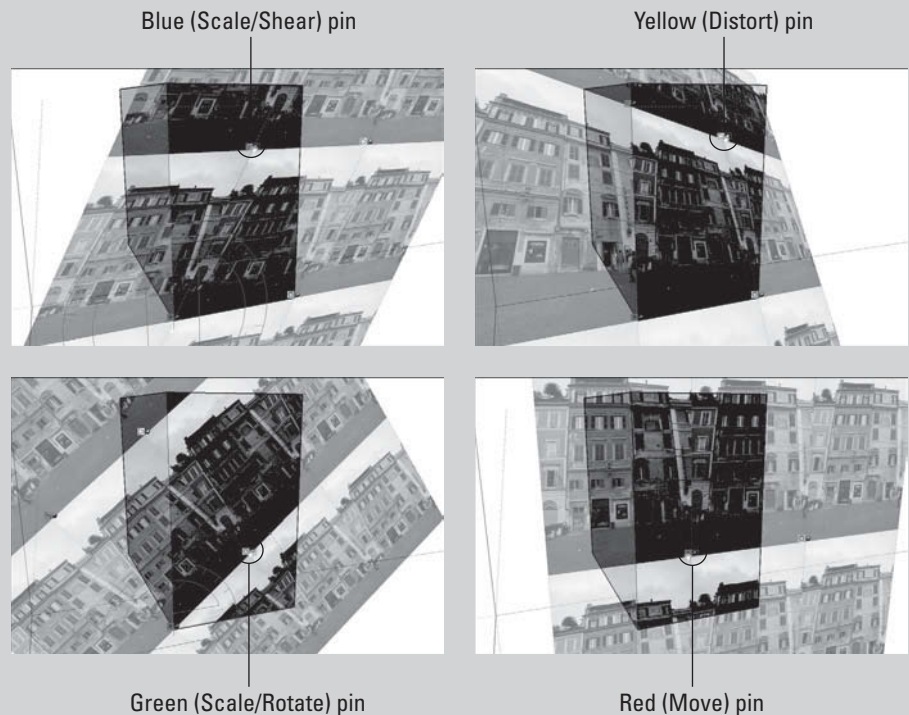 Blue (Scale/Shear) pin
Yellow (Distort) pin
Green (Scale/Rotate) pin
Red (Move) pin